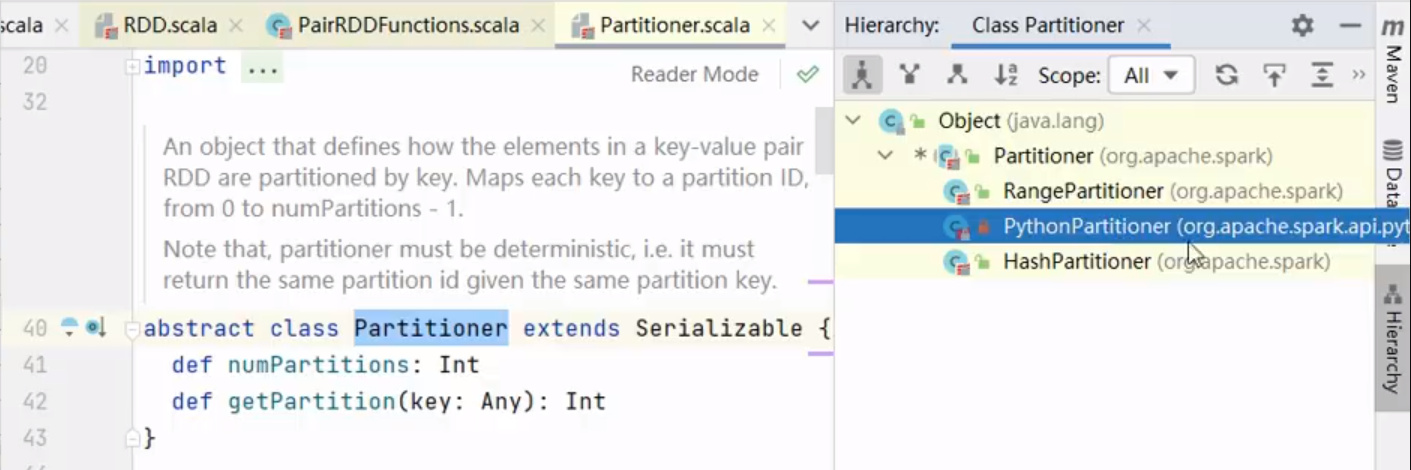 scala RDD.scala PairRDDFunctions.scala Partitioner.scala
Hierarchy: Class Partitioner
Scope: All
Reader Mode
20 import ...
32
An object that defines how the elements in a key-value pair
RDD are partitioned by key. Maps each key to a partition ID,
from 0 to numPartitions - 1.
Note that, partitioner must be deterministic, i.e. it must
return the same partition id given the same partition key.
40 abstract class Partitioner extends Serializable {
41 def numPartitions: Int
42 def getPartition(key: Any): Int
43 }
Object (java.lang)
* Partitioner (org.apache.spark)
RangePartitioner (org.apache.spark)
PythonPartitioner (org.apache.spark.api.pyt
HashPartitioner (org.apache.spark)
m Maven
Data
Hierarchy